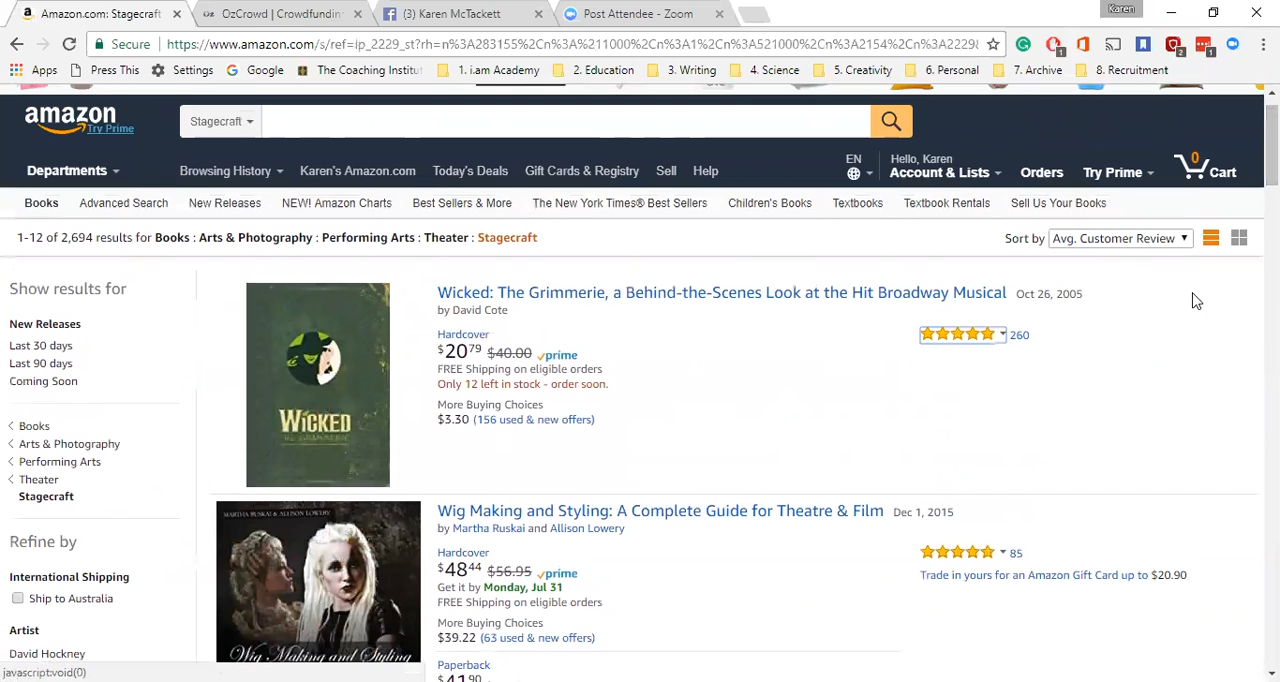 Amazon.com: Stagecraft
OzCrowd | Crowdfundin
(3) Karen McTackett
Post Attendee - Zoom
Karen
Secure
https://www.amazon.com/s/ref=lp_2229_st?rh=n%3A283155%2Cn%3A%211000%2Cn%3A1%2Cn%3A521000%2Cn%3A2154%2Cn%3A2229&
Apps
Press This
Settings
Google
The Coaching Institut
1. i.am Academy
2. Education
3. Writing
4. Science
5. Creativity
6. Personal
7. Archive
8. Recruitment
amazon
Try Prime
Stagecraft
Departments
Browsing History
Karen's Amazon.com
Today's Deals
Gift Cards & Registry
Sell
Help
EN
Hello, Karen
Account & Lists
Orders
Try Prime
0
Cart
Books
Advanced Search
New Releases
NEW! Amazon Charts
Best Sellers & More
The New York Times® Best Sellers
Children's Books
Textbooks
Textbook Rentals
Sell Us Your Books
1-12 of 2,694 results for Books : Arts & Photography : Performing Arts : Theater : Stagecraft
Sort by Avg. Customer Review
Show results for
New Releases
Last 30 days
Last 90 days
Coming Soon
Books
Arts & Photography
Performing Arts
Theater
Stagecraft
Refine by
International Shipping
Ship to Australia
Artist
David Hockney
javascript:void(0)
WICKED
THE GRIMMERIE
Wicked: The Grimmerie, a Behind-the-Scenes Look at the Hit Broadway Musical Oct 26, 2005
by David Cote
Hardcover
$20.79 $40.00 prime
FREE Shipping on eligible orders
Only 12 left in stock - order soon.
More Buying Choices
$3.30 (156 used & new offers)
260
MARTHA RUSKAI & ALLISON LOWERY
Wig Making and Styling
Wig Making and Styling: A Complete Guide for Theatre & Film Dec 1, 2015
by Martha Ruskai and Allison Lowery
Hardcover
$48.44 $56.95 prime
Get it by Monday, Jul 31
FREE Shipping on eligible orders
More Buying Choices
$39.22 (63 used & new offers)
85
Trade in yours for an Amazon Gift Card up to $20.90
Paperback
$41.90